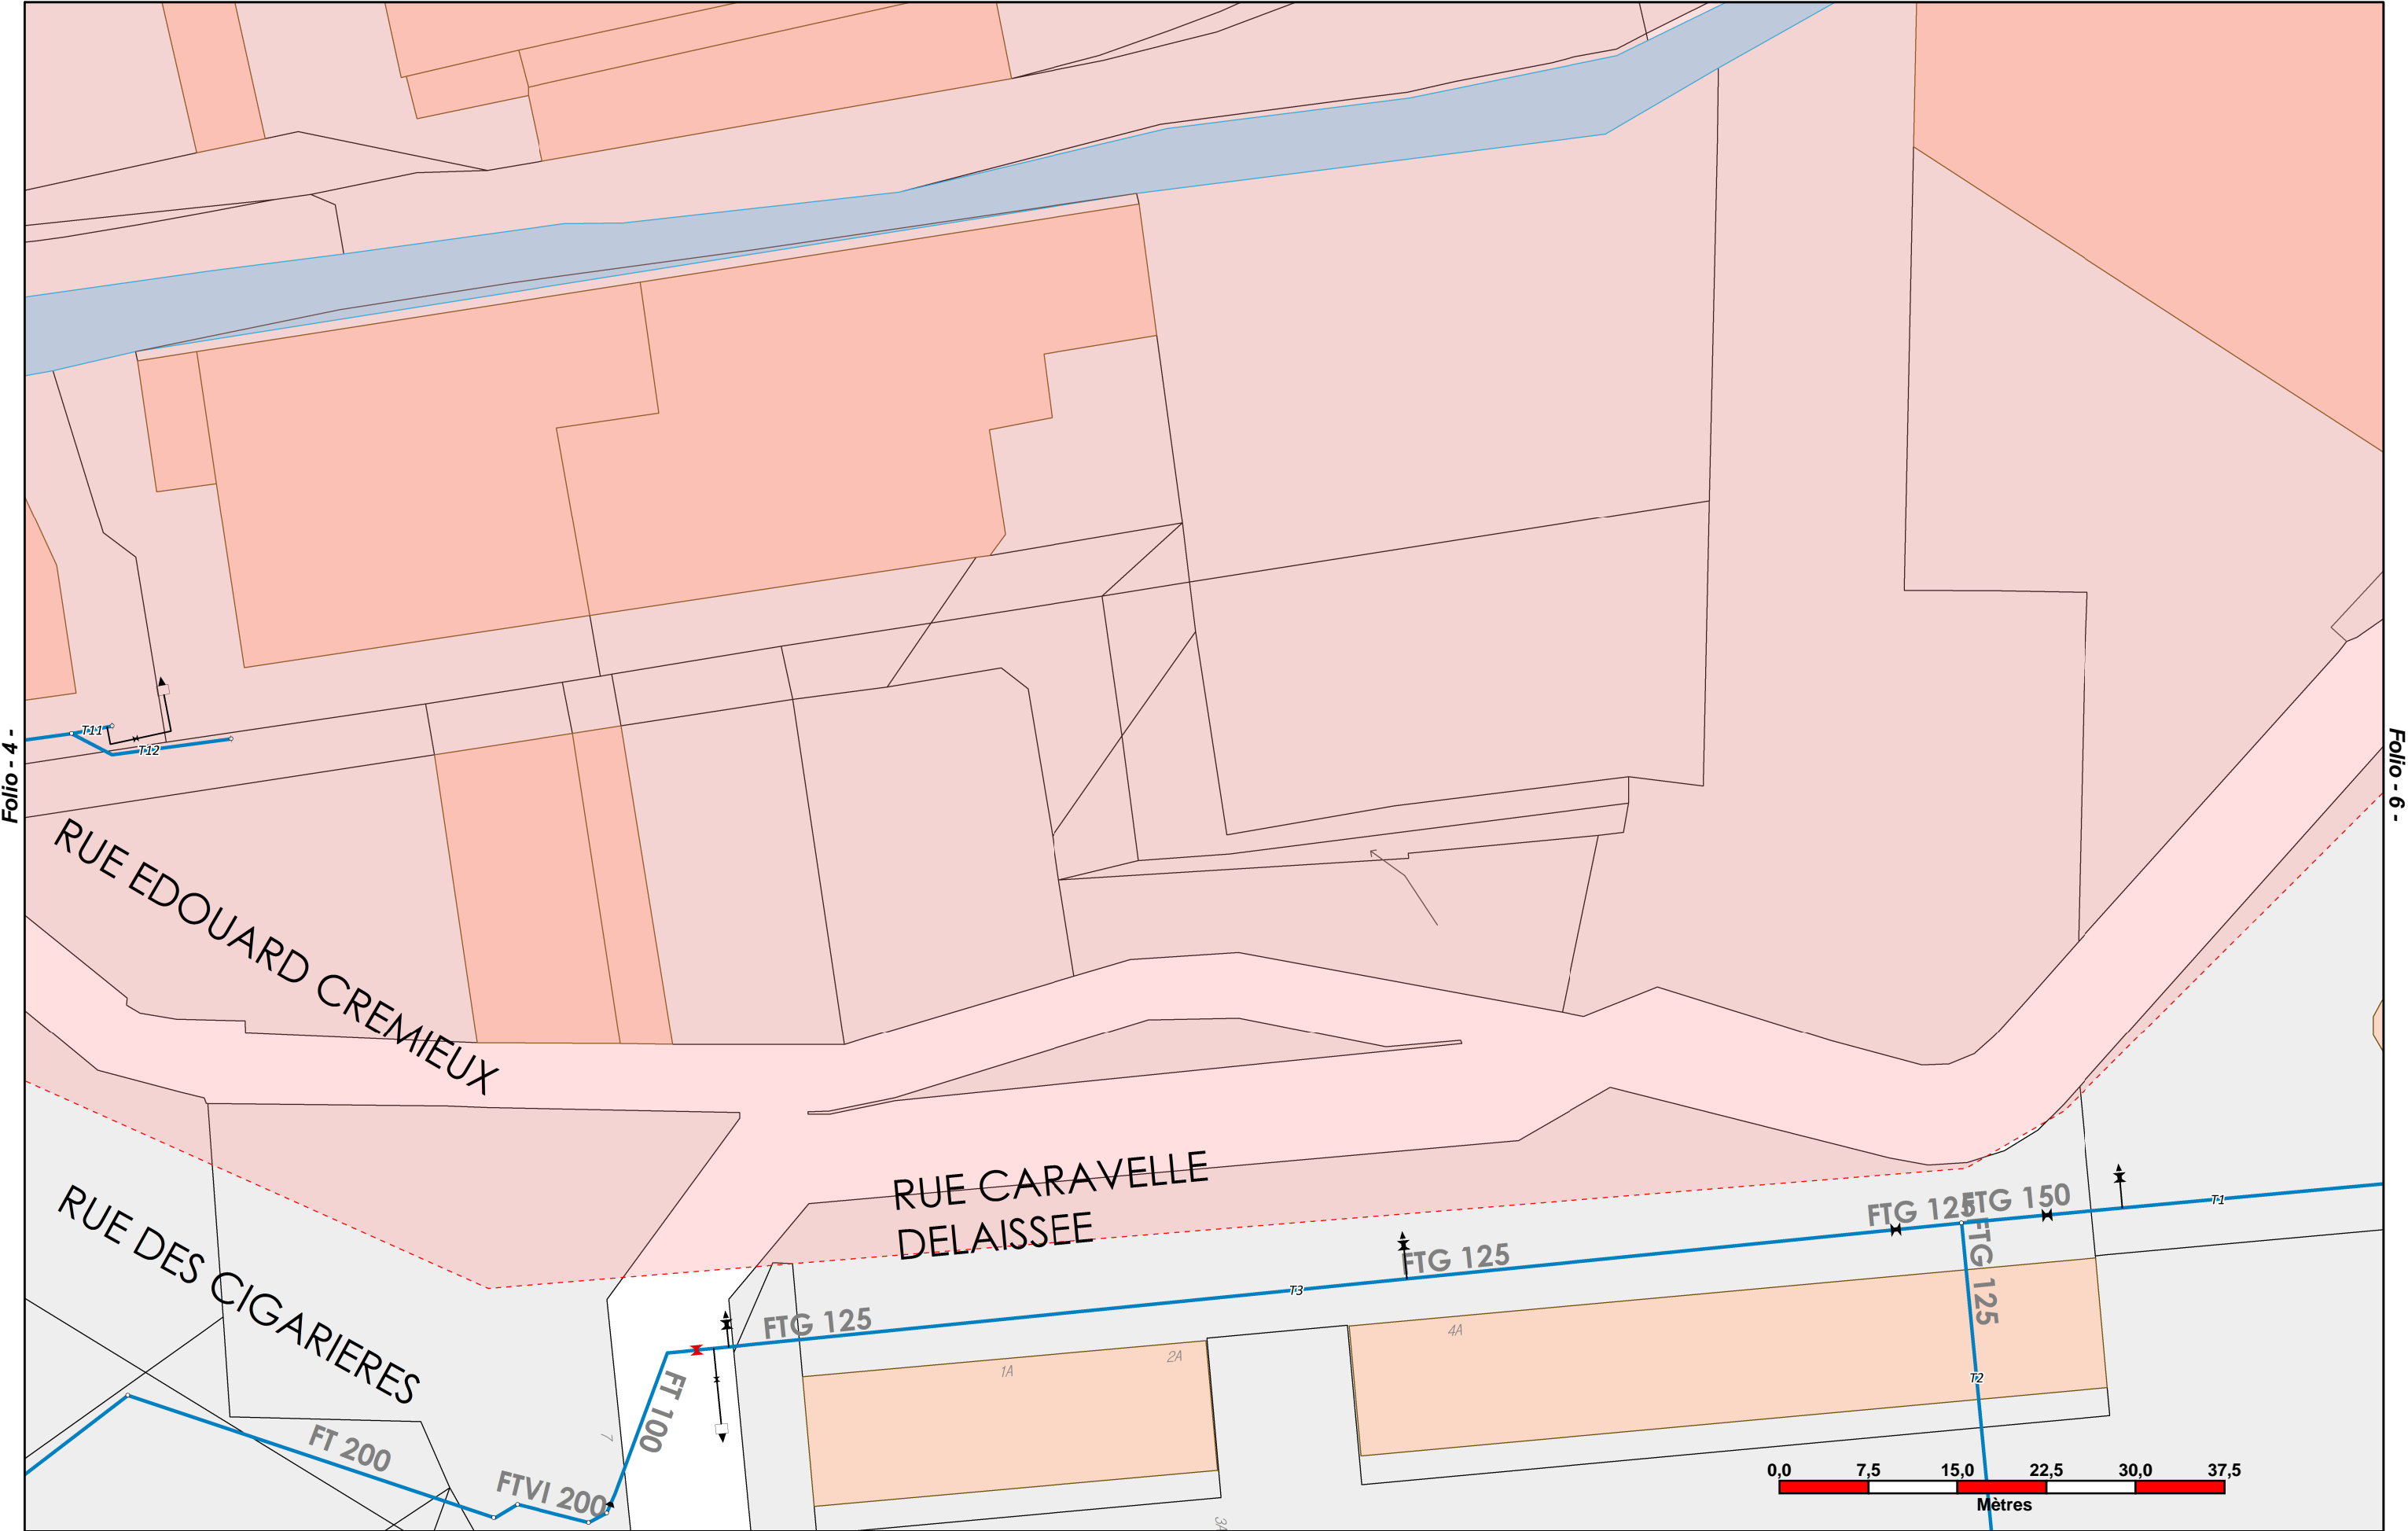 Folio - 4 -
Folio - 6 -
T11
T12
RUE EDOUARD CREMIEUX
RUE DES CIGARIERES
RUE CARAVELLE
DELAISSEE
FTG 125
FTG 150
T1
FTG 125
FTG 125
T3
FTG 125
4A
2A
1A
FT 100
T2
7
FT 200
FTVI 200
3A
0,0 7,5 15,0 22,5 30,0 37,5
Mètres